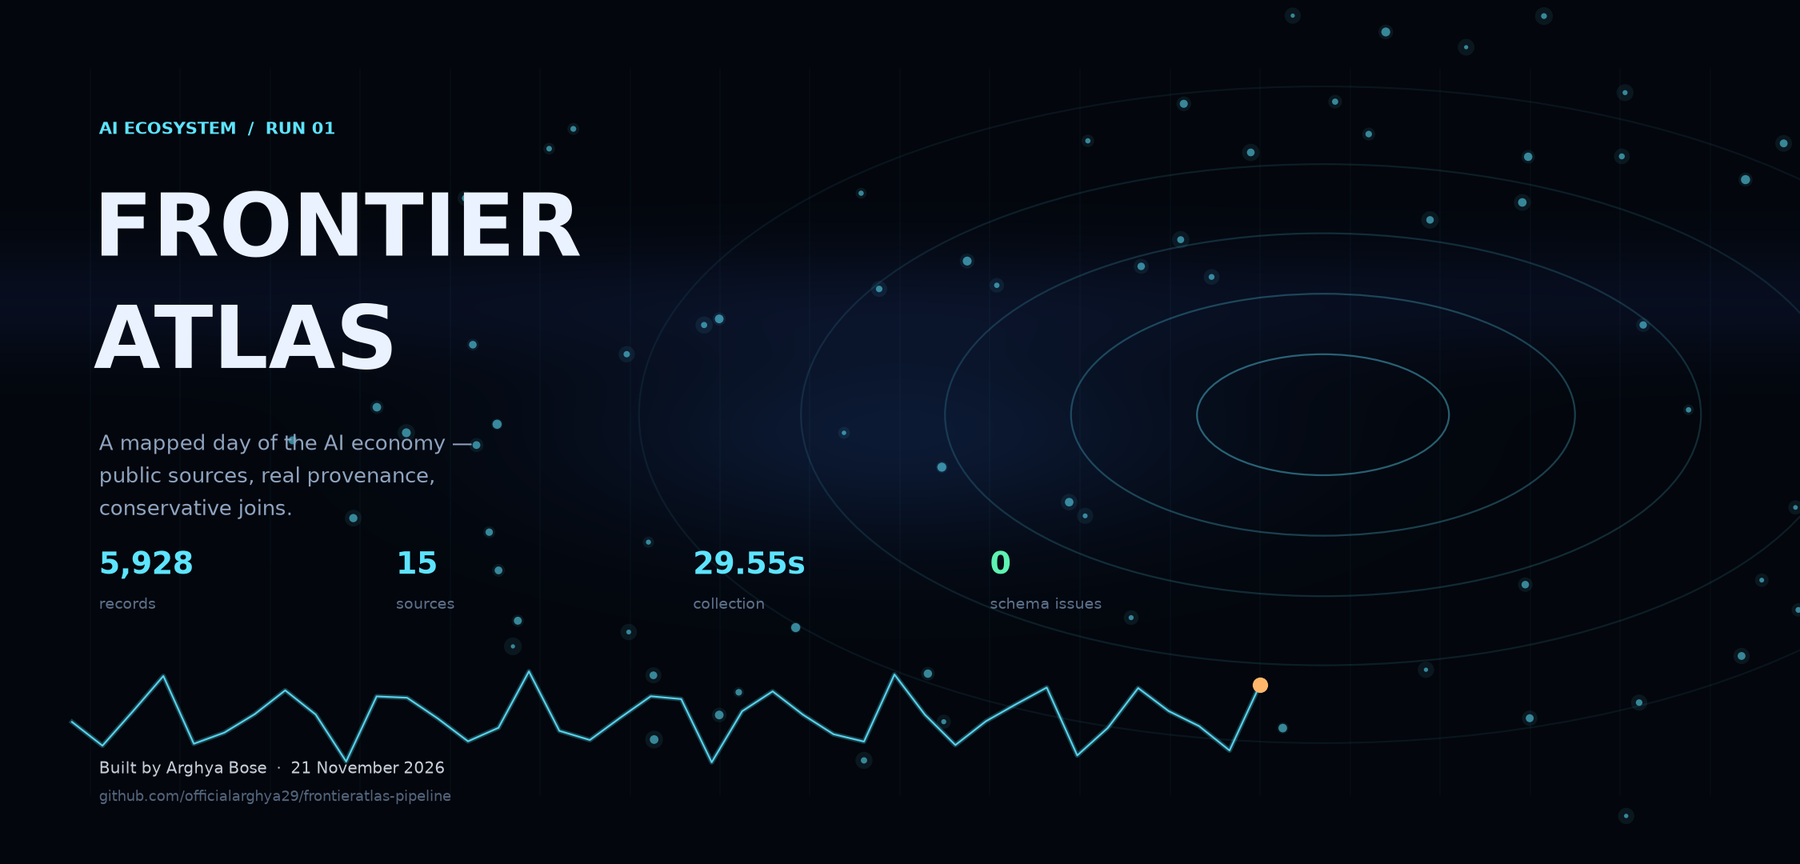 AI ECOSYSTEM / RUN 01
FRONTIER
ATLAS
A mapped day of the AI economy —
public sources, real provenance,
conservative joins.
5,928
records
15
sources
29.55s
collection
0
schema issues
Built by Arghya Bose · 21 November 2026
github.com/officialarghya29/frontieratlas-pipeline